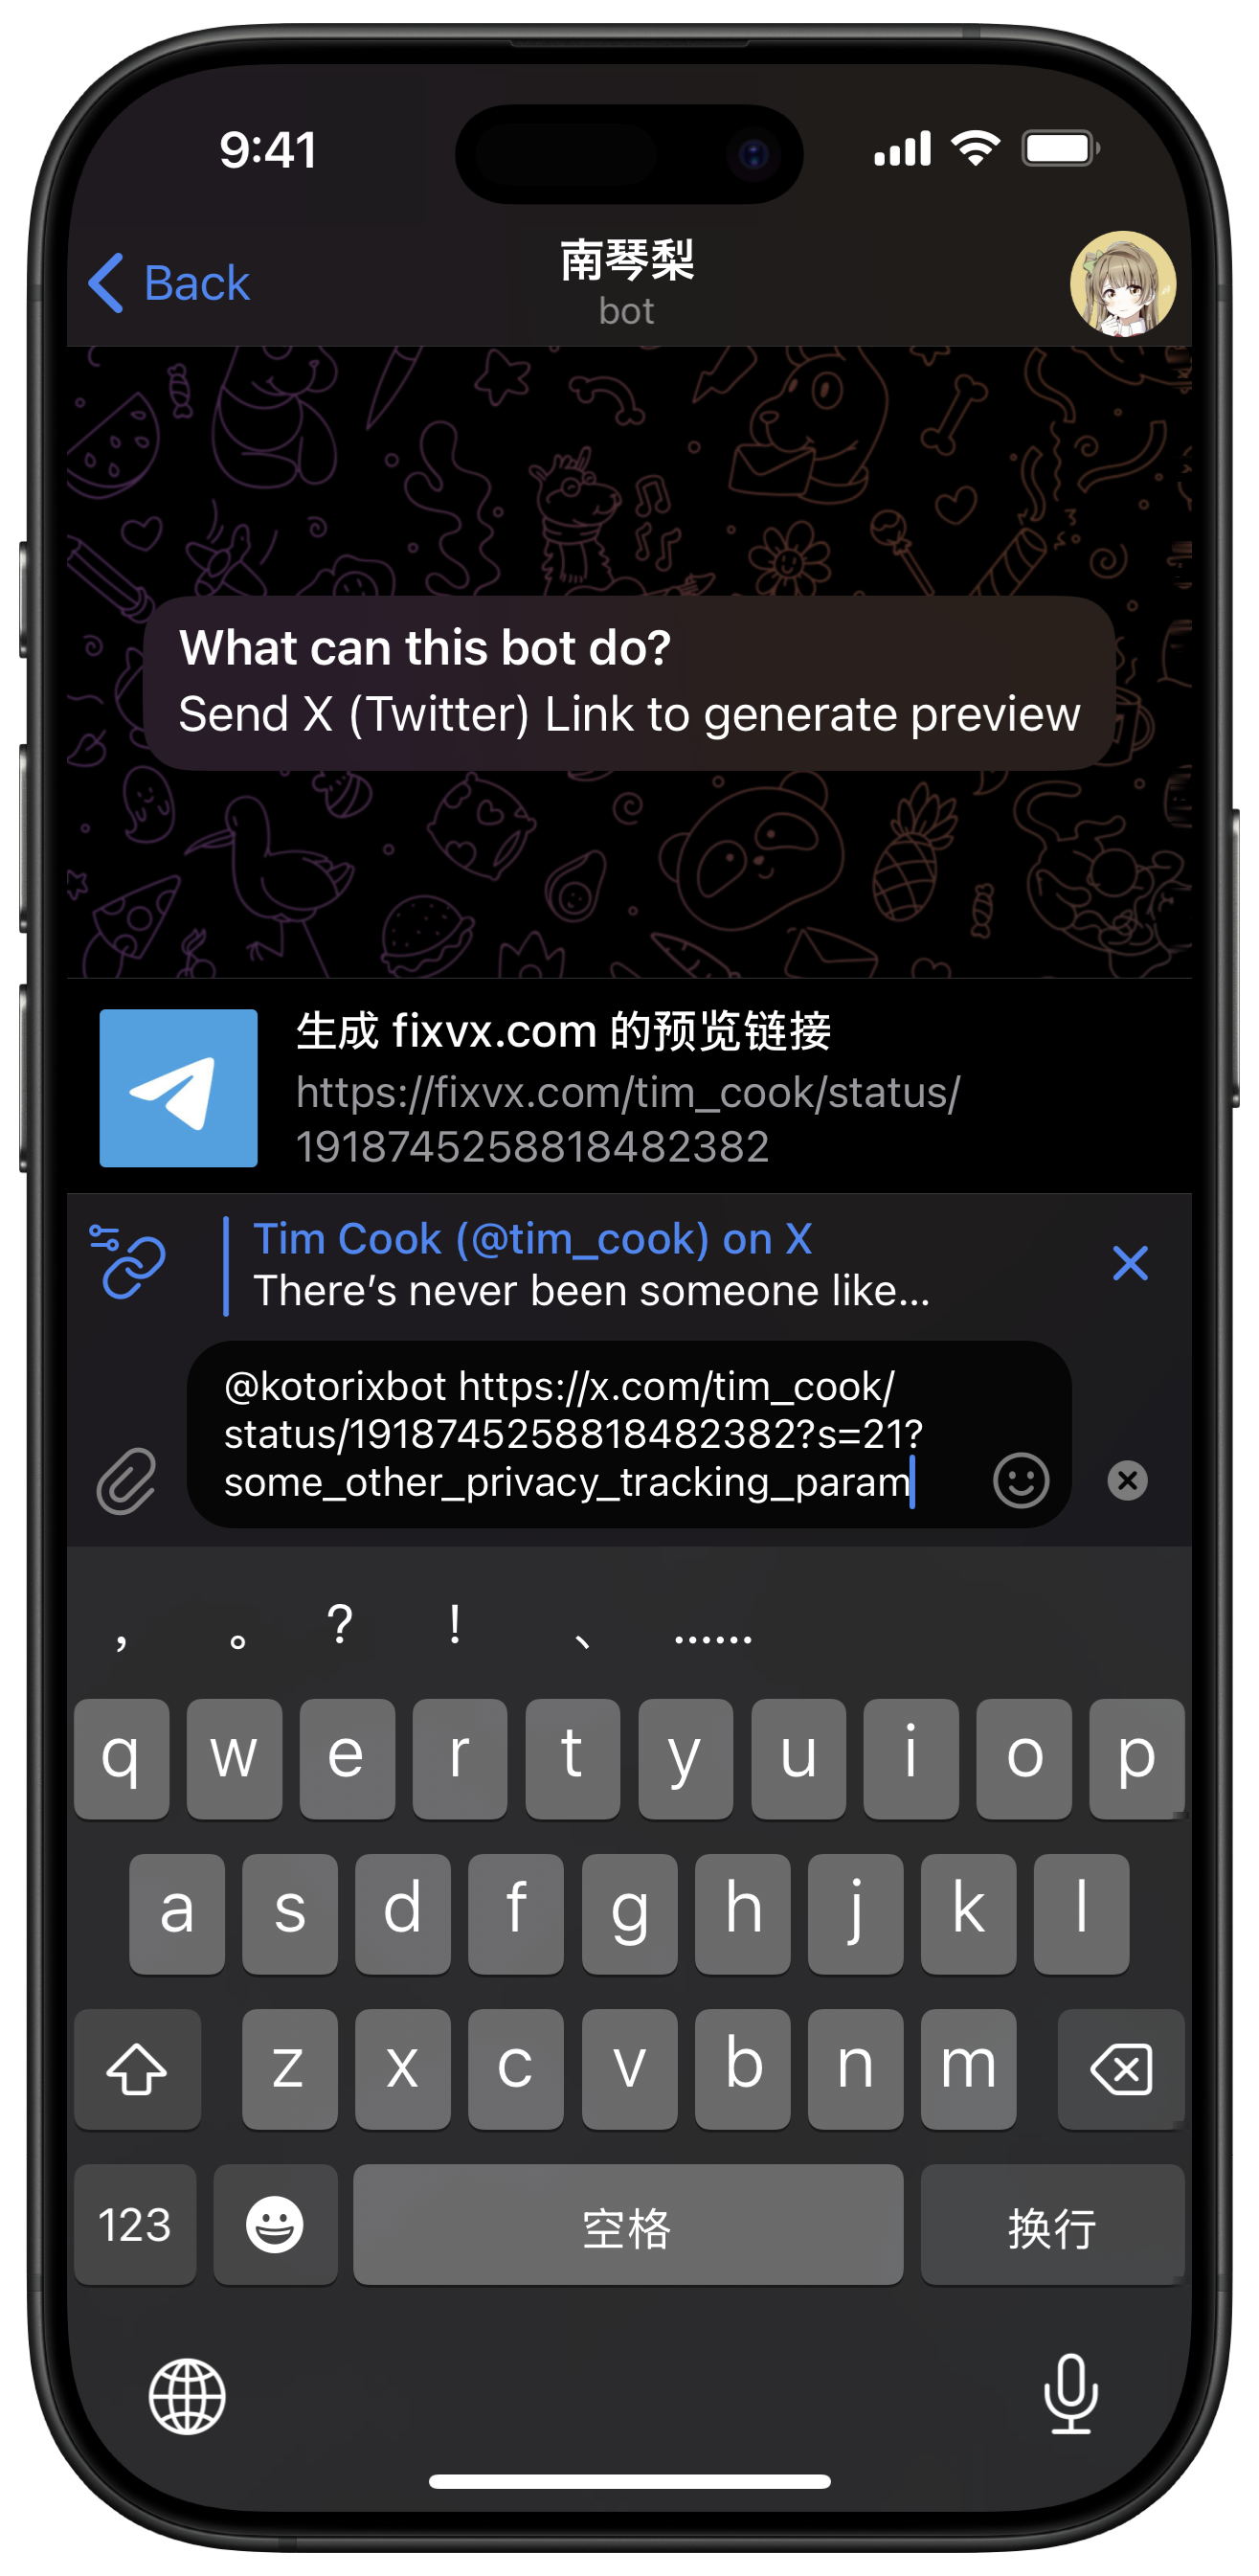 9:41
Back
南琴梨
bot
What can this bot do?
Send X (Twitter) Link to generate preview
生成 fixvx.com 的预览链接
https://fixvx.com/tim_cook/status/
1918745258818482382
Tim Cook (@tim_cook) on X
There’s never been someone like...
@kotorixbot https://x.com/tim_cook/
status/1918745258818482382?s=21?
some_other_privacy_tracking_param
， 。 ？ ！ 、 ......
q w e r t y u i o p
a s d f g h j k l
z x c v b n m
123 空格 换行